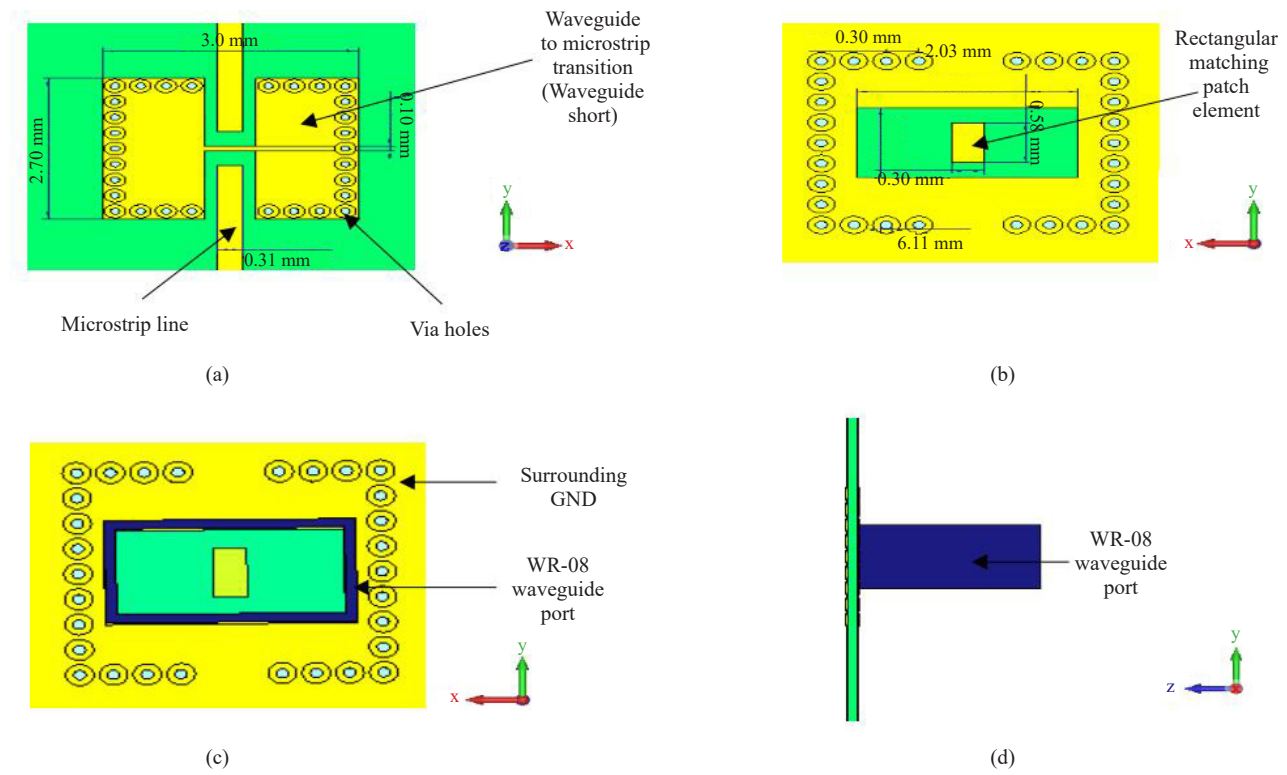 3.0 mm
2.70 mm
0.10 mm
0.31 mm
Waveguide
to microstrip
transition
(Waveguide
short)
Microstrip line
Via holes
y
z
x
(a)
0.30 mm
2.03 mm
0.58 mm
0.30 mm
6.11 mm
Rectangular
matching
patch
element
y
x
(b)
Surrounding
GND
WR-08
waveguide
port
y
x
(c)
WR-08
waveguide
port
y
z
x
(d)